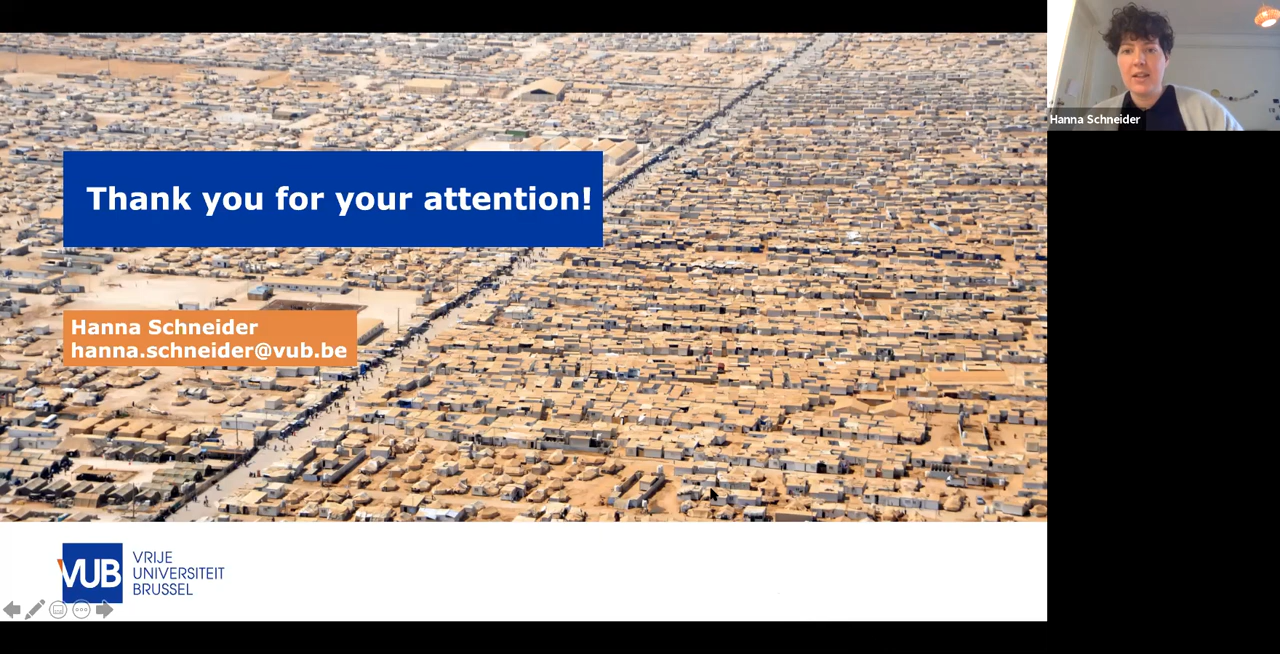 Thank you for your attention!
Hanna Schneider
hanna.schneider@vub.be
VUB
VRIJE
UNIVERSITEIT
BRUSSEL
Hanna Schneider